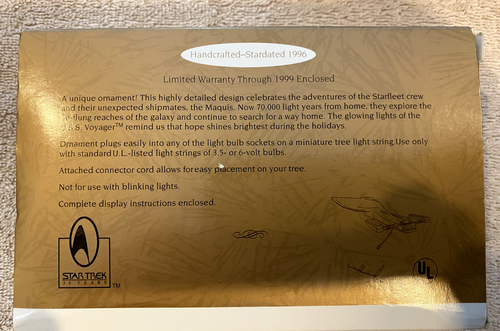 Handcrafted–Stardated 1996
Limited Warranty Through 1999 Enclosed
A unique ornament! This highly detailed design celebrates the adventures of the Starfleet crew
and their unexpected shipmates, the Maquis. Now 70,000 light years from home, they explore the
far-flung reaches of the galaxy and continue to search for a way home. The glowing lights of the
U.S.S. Voyager™ remind us that hope shines brightest during the holidays.
Ornament plugs easily into any of the light bulb sockets on a miniature tree light string. Use only
with standard U.L.-listed light strings of 3.5- or 6-volt bulbs.
Attached connector cord allows for easy placement on your tree.
Not for use with blinking lights.
Complete display instructions enclosed.
STAR TREK
30 YEARS
TM
UL